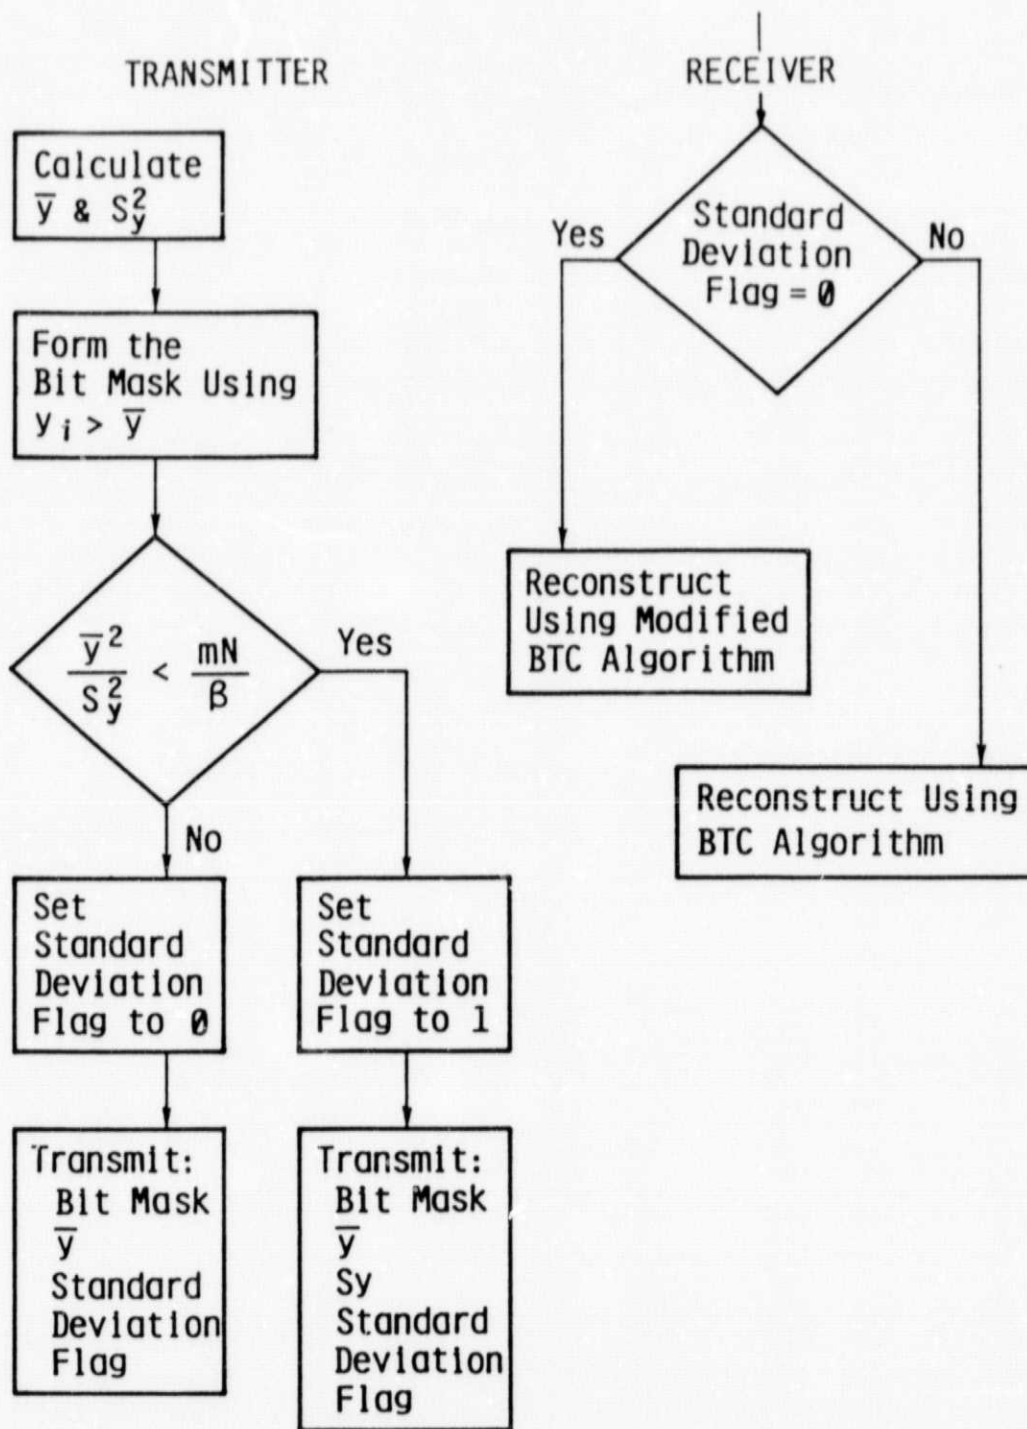 TRANSMITTER
Calculate
y̅ & S²y
Form the
Bit Mask Using
yᵢ > y̅
y̅² / S²y < mN / β
Yes
No
Set
Standard
Deviation
Flag to 0
Set
Standard
Deviation
Flag to 1
Transmit:
Bit Mask
y̅
Standard
Deviation
Flag
Transmit:
Bit Mask
y̅
Sy
Standard
Deviation
Flag
RECEIVER
Standard
Deviation
Flag = 0
Yes
No
Reconstruct
Using Modified
BTC Algorithm
Reconstruct Using
BTC Algorithm